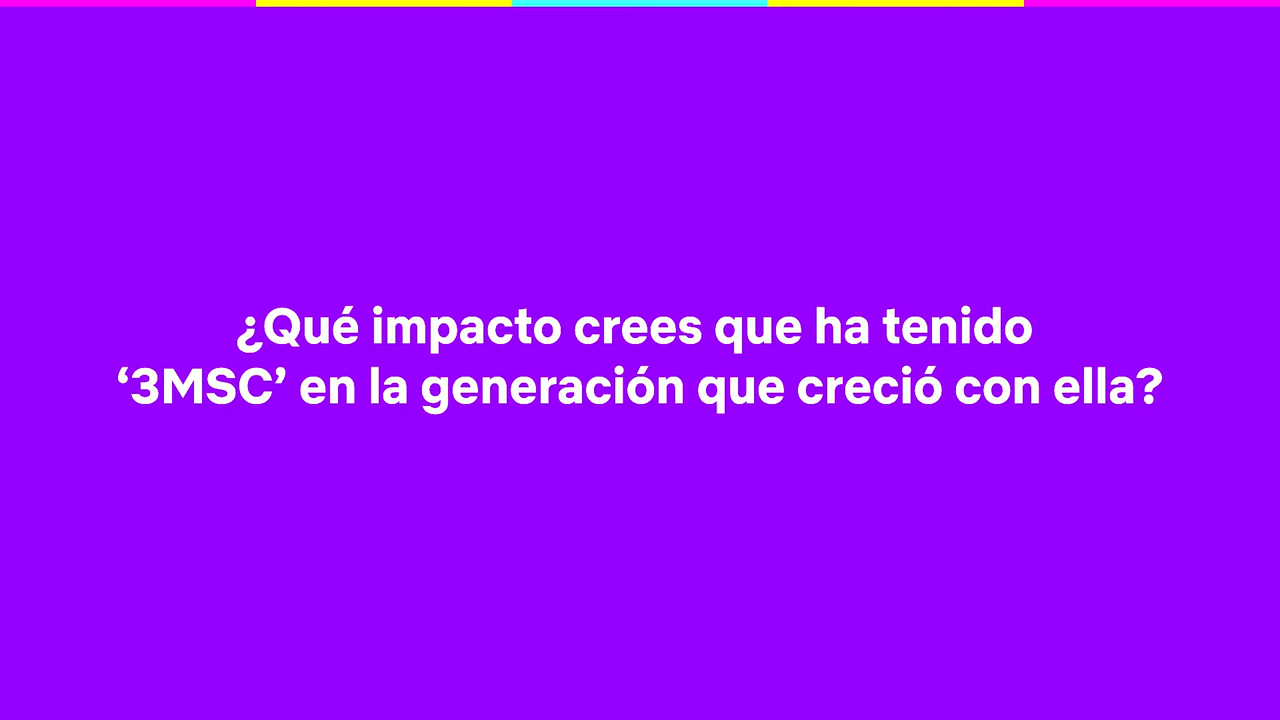 ¿Qué impacto crees que ha tenido
‘3MSC’ en la generación que creció con ella?